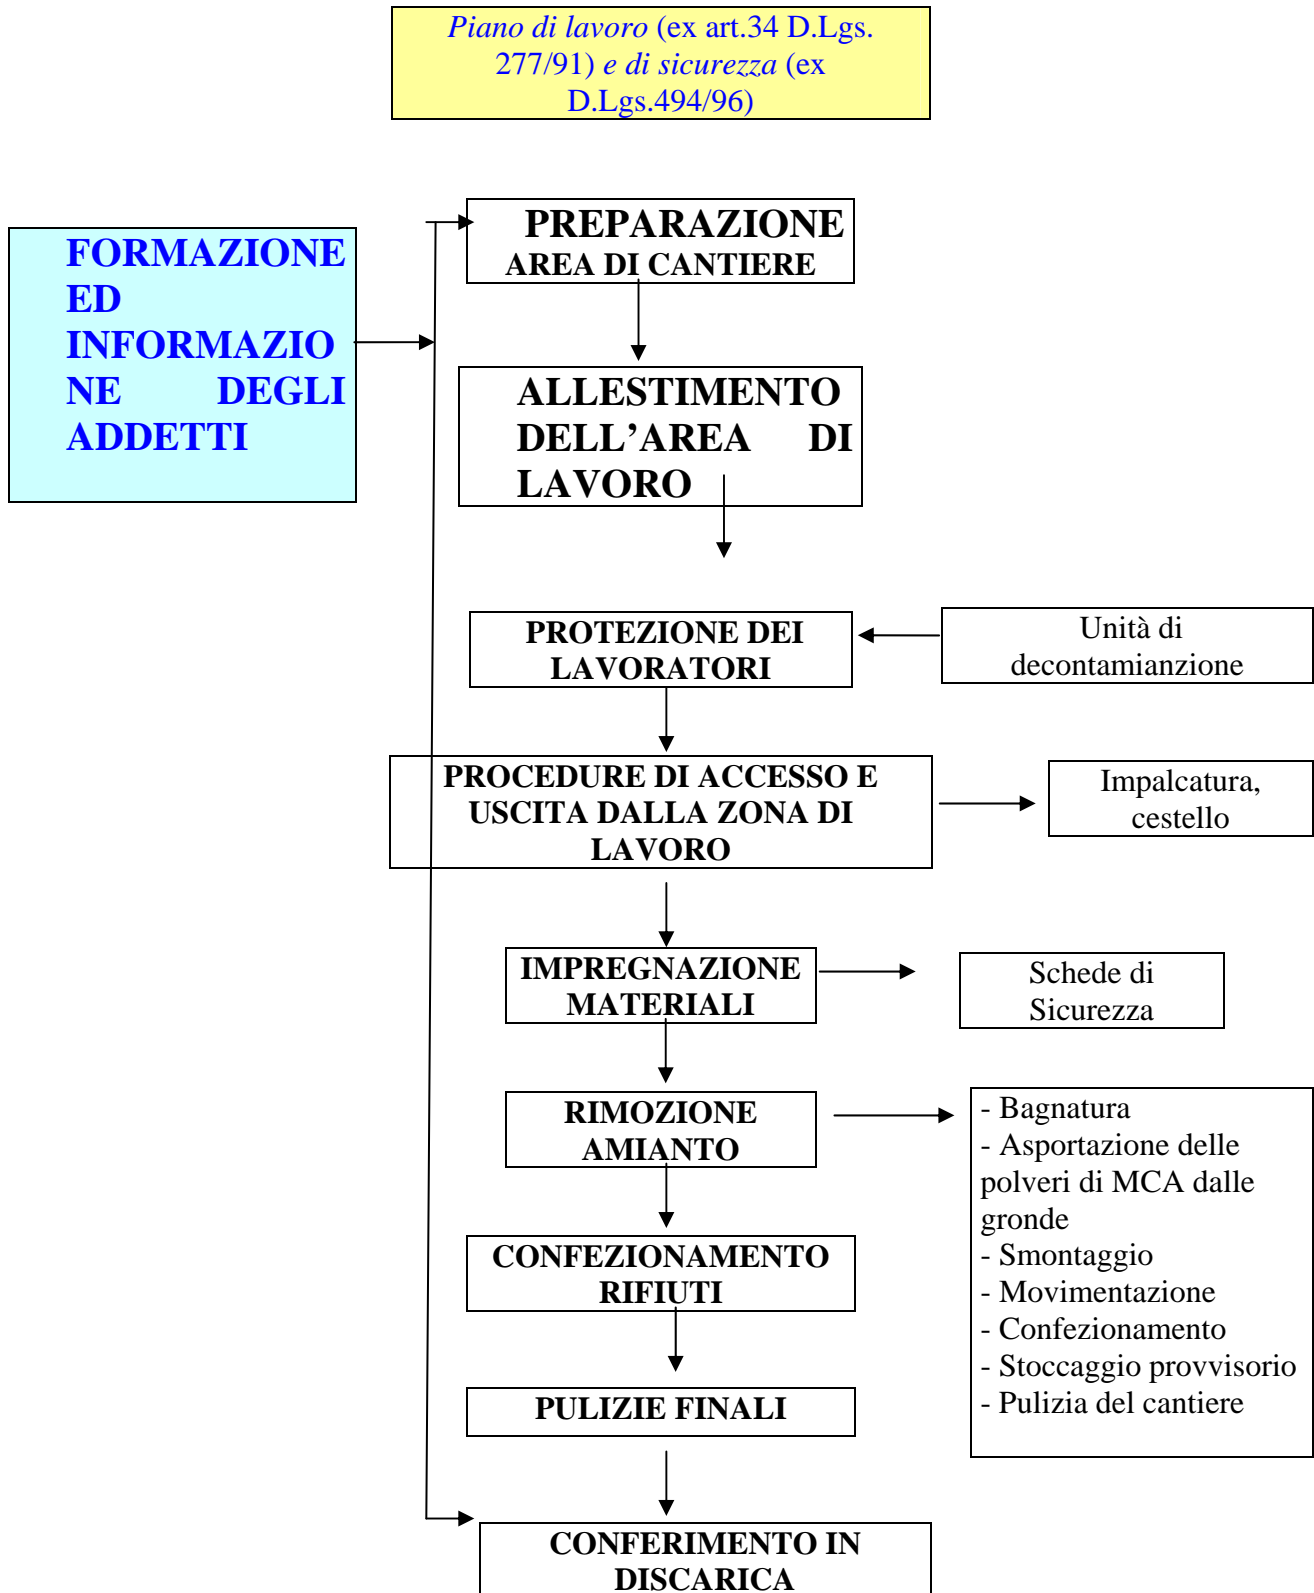 Piano di lavoro (ex art.34 D.Lgs.
277/91) e di sicurezza (ex
D.Lgs.494/96)
FORMAZIONE
ED
INFORMAZIO
NE DEGLI
ADDETTI
PREPARAZIONE
AREA DI CANTIERE
ALLESTIMENTO
DELL’AREA DI
LAVORO
PROTEZIONE DEI
LAVORATORI
Unità di
decontamianzione
PROCEDURE DI ACCESSO E
USCITA DALLA ZONA DI
LAVORO
Impalcatura,
cestello
IMPREGNAZIONE
MATERIALI
Schede di
Sicurezza
RIMOZIONE
AMIANTO
- Bagnatura
- Asportazione delle
polveri di MCA dalle
gronde
- Smontaggio
- Movimentazione
- Confezionamento
- Stoccaggio provvisorio
- Pulizia del cantiere
CONFEZIONAMENTO
RIFIUTI
PULIZIE FINALI
CONFERIMENTO IN
DISCARICA